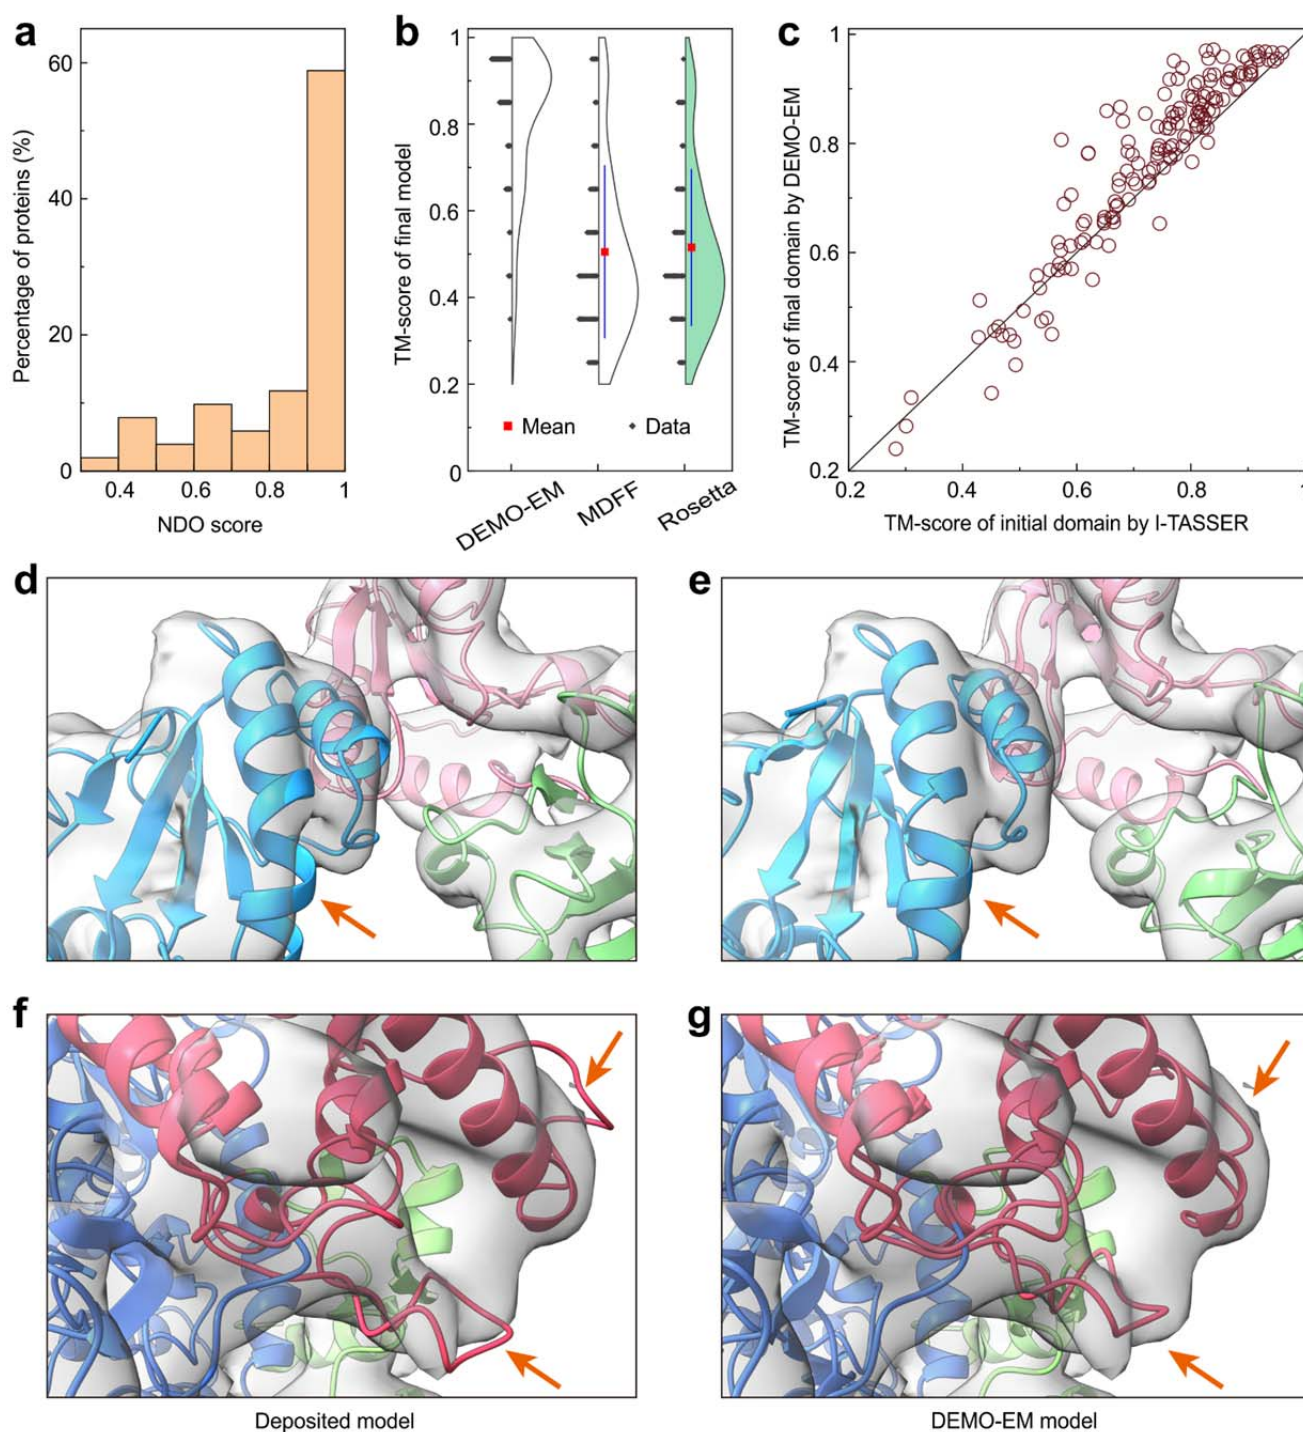 a
60
40
20
0
Percentage of proteins (%)
0.4 0.6 0.8 1
NDO score
b
1
0.8
0.6
0.4
0.2
0
TM-score of final model
Mean Data
DEMO-EM MDFF Rosetta
c
1
0.8
0.6
0.4
0.2
TM-score of final domain by DEMO-EM
0.2 0.4 0.6 0.8 1
TM-score of initial domain by I-TASSER
d
e
f
g
Deposited model
DEMO-EM model